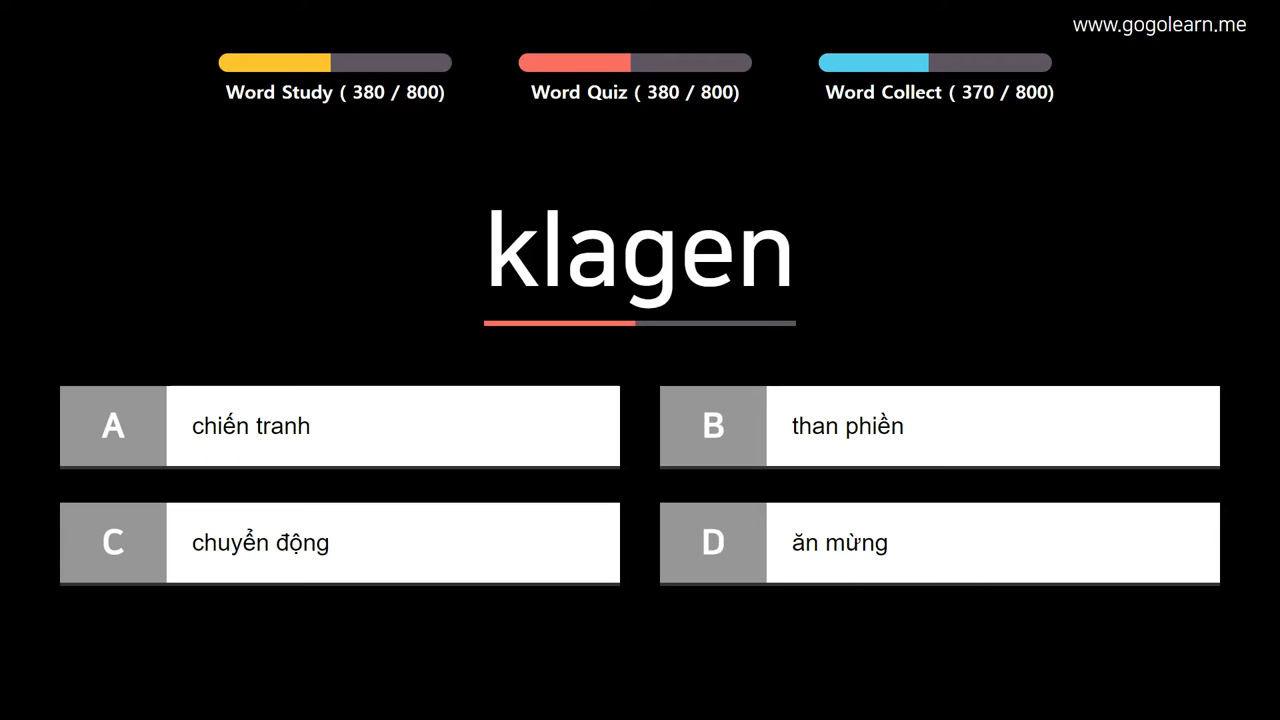 www.gogolearn.me
Word Study ( 380 / 800)
Word Quiz ( 380 / 800)
Word Collect ( 370 / 800)
klagen
A chiến tranh
B than phiền
C chuyển động
D ăn mừng